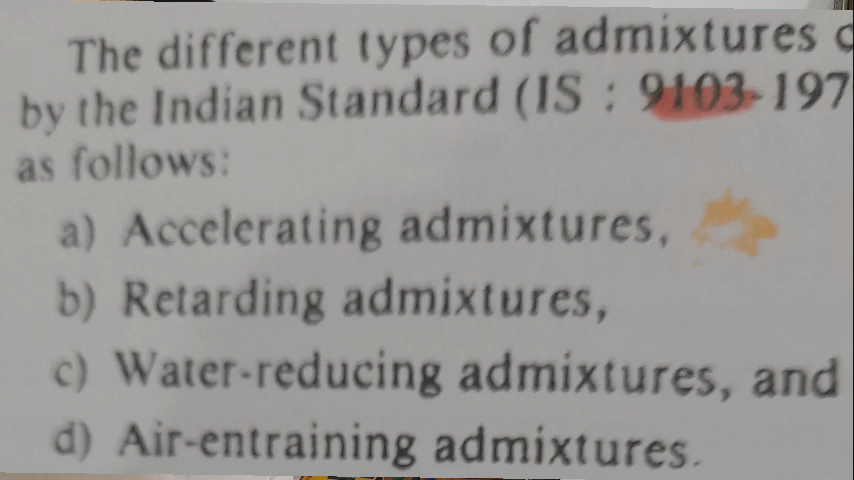 The different types of admixtures
by the Indian Standard (IS : 9103-197
as follows:
a) Accelerating admixtures,
b) Retarding admixtures,
c) Water-reducing admixtures, and
d) Air-entraining admixtures.